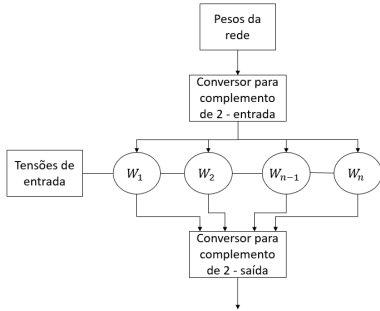 Pesos da
rede
Conversor para
complemento
de 2 - entrada
Tensões de
entrada
W₁
W₂
Wₙ₋₁
Wₙ
Conversor para
complemento
de 2 - saída